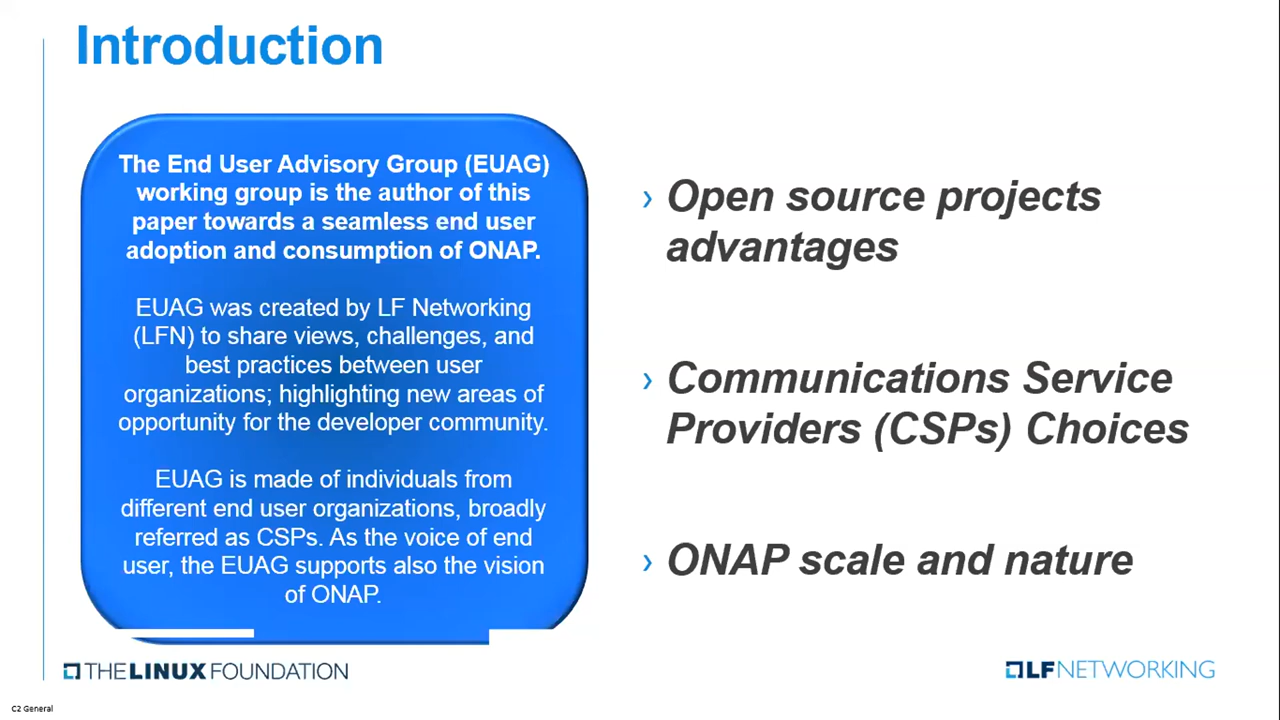 Introduction
The End User Advisory Group (EUAG)
working group is the author of this
paper towards a seamless end user
adoption and consumption of ONAP.
EUAG was created by LF Networking
(LFN) to share views, challenges, and
best practices between user
organizations; highlighting new areas of
opportunity for the developer community.
EUAG is made of individuals from
different end user organizations, broadly
referred as CSPs. As the voice of end
user, the EUAG supports also the vision
of ONAP.
› Open source projects
advantages
› Communications Service
Providers (CSPs) Choices
› ONAP scale and nature
THE LINUX FOUNDATION
LF NETWORKING
C2 General